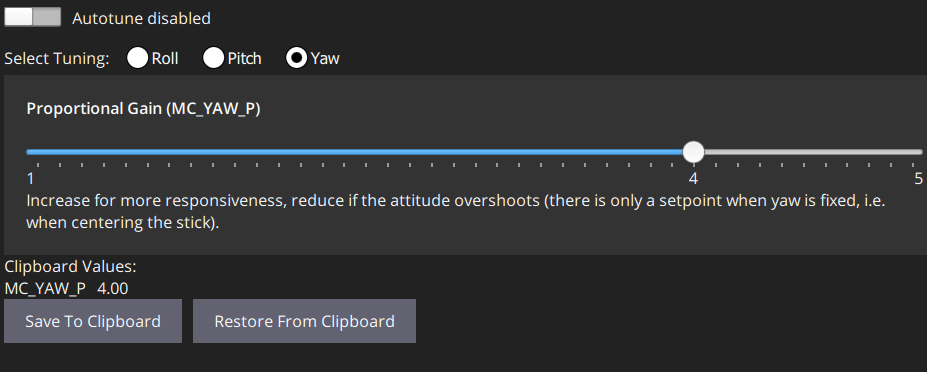 Autotune disabled
Select Tuning: Roll Pitch Yaw
Proportional Gain (MC_YAW_P)
1 4 5
Increase for more responsiveness, reduce if the attitude overshoots (there is only a setpoint when yaw is fixed, i.e.
when centering the stick).
Clipboard Values:
MC_YAW_P 4.00
Save To Clipboard Restore From Clipboard